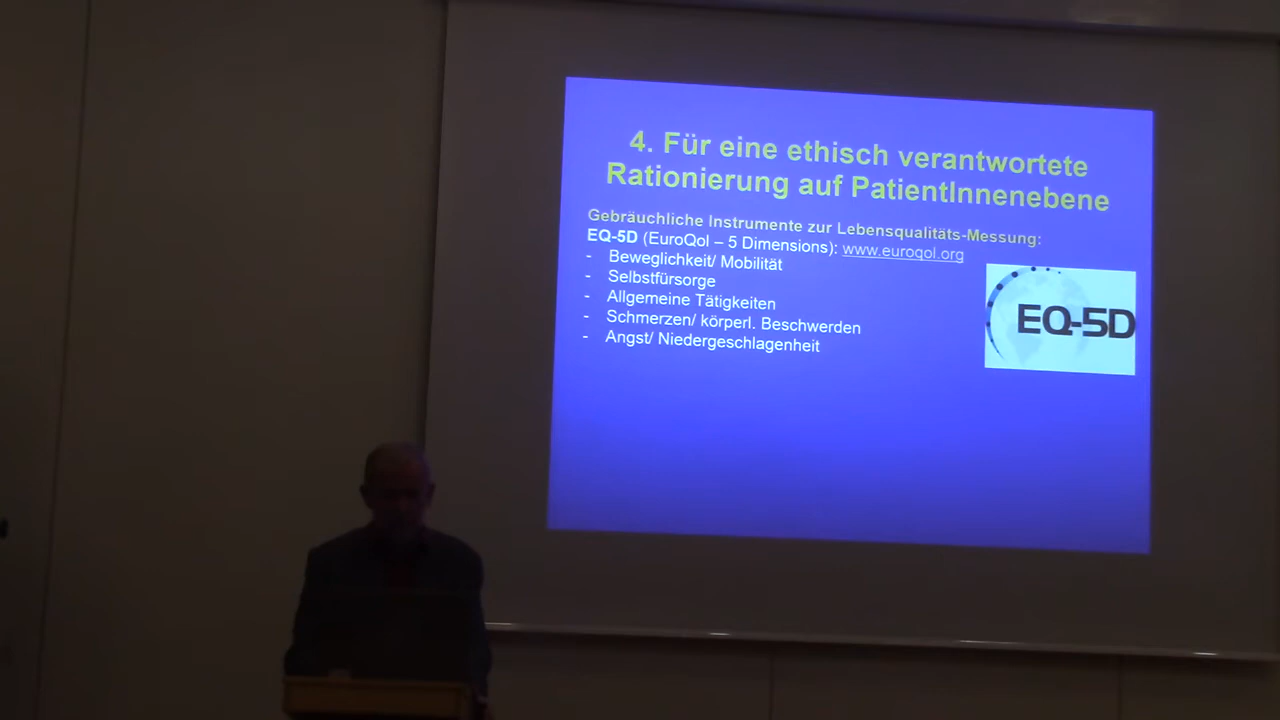 4. Für eine ethisch verantwortete
Rationierung auf PatientInnenebene
Gebräuchliche Instrumente zur Lebensqualitäts-Messung:
EQ-5D (EuroQol – 5 Dimensions): www.euroqol.org
- Beweglichkeit/ Mobilität
- Selbstfürsorge
- Allgemeine Tätigkeiten
- Schmerzen/ körperl. Beschwerden
- Angst/ Niedergeschlagenheit
EQ-5D